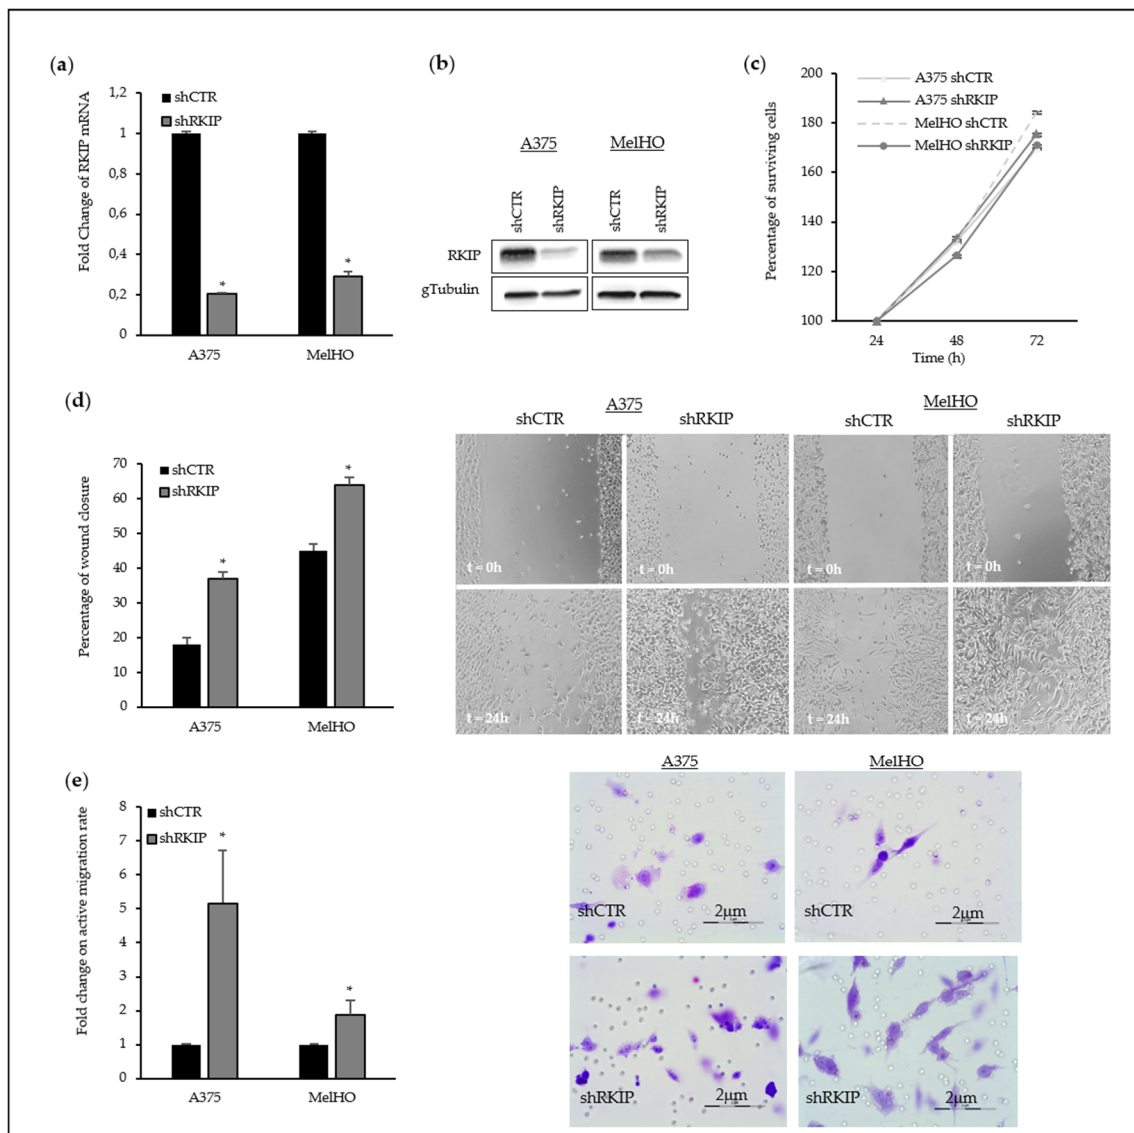 (a)
Fold Change of RKIP mRNA
1,2
1
0,8
0,6
0,4
0,2
0
shCTR
shRKIP
*
*
A375
MelHO
(b)
A375
MelHO
shCTR
shRKIP
shCTR
shRKIP
RKIP
gTubulin
(c)
Percentage of surviving cells
200
180
160
140
120
100
A375 shCTR
A375 shRKIP
MelHO shCTR
MelHO shRKIP
24
48
72
Time (h)
(d)
Percentage of wound closure
70
60
50
40
30
20
10
0
shCTR
shRKIP
*
*
A375
MelHO
A375
MelHO
shCTR
shRKIP
shCTR
shRKIP
t = 0h
t = 0h
t = 0h
t = 0h
t = 24h
t = 24h
t = 24h
t = 24h
(e)
Fold change on active migration rate
8
7
6
5
4
3
2
1
0
shCTR
shRKIP
*
*
A375
MelHO
A375
MelHO
shCTR
2µm
shCTR
2µm
shRKIP
2µm
shRKIP
2µm